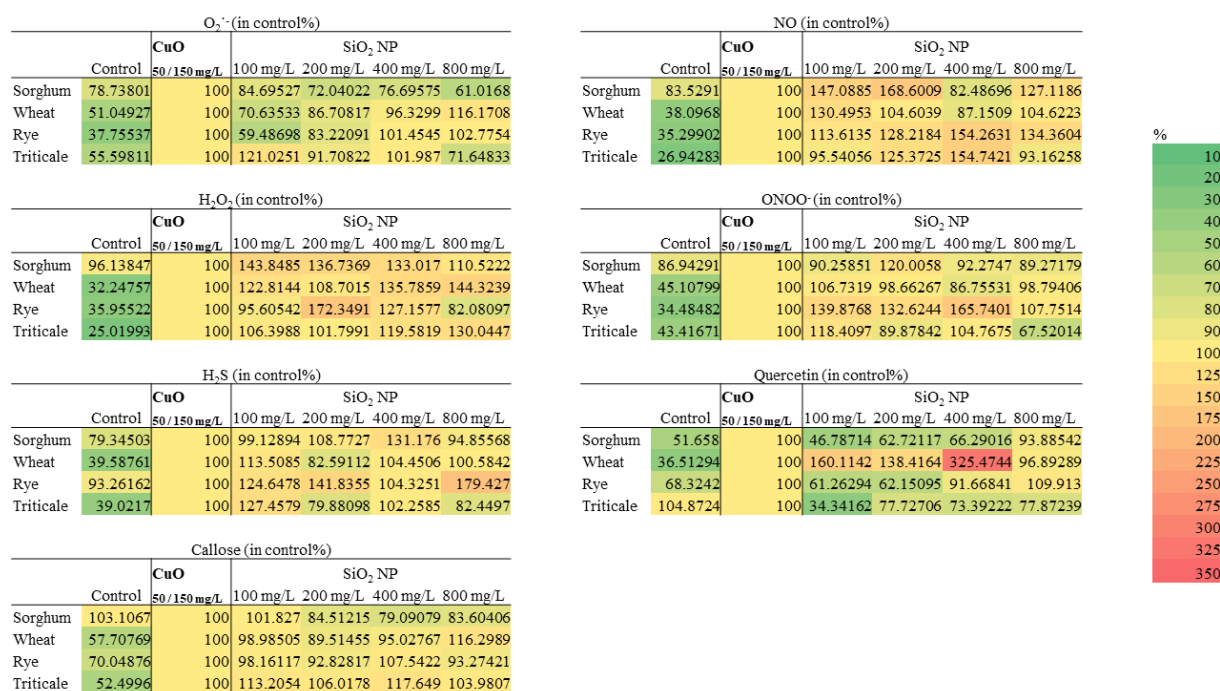 O₂˙⁻(in control%)
CuO SiO₂ NP
Control 50/150 mg/L 100 mg/L 200 mg/L 400 mg/L 800 mg/L
Sorghum 78.73801 100 84.69527 72.04022 76.69575 61.0168
Wheat 51.04927 100 70.63533 86.70817 96.3299 116.1708
Rye 37.75537 100 59.48698 83.22091 101.4545 102.7754
Triticale 55.59811 100 121.0251 91.70822 101.987 71.64833
NO (in control%)
CuO SiO₂ NP
Control 50/150 mg/L 100 mg/L 200 mg/L 400 mg/L 800 mg/L
Sorghum 83.5291 100 147.0885 168.6009 82.48696 127.1186
Wheat 38.0968 100 130.4953 104.6039 87.1509 104.6223
Rye 35.29902 100 113.6135 128.2184 154.2631 134.3604
Triticale 26.94283 100 95.54056 125.3725 154.7421 93.16258
H₂O₂ (in control%)
CuO SiO₂ NP
Control 50/150 mg/L 100 mg/L 200 mg/L 400 mg/L 800 mg/L
Sorghum 96.13847 100 143.8485 136.7369 133.017 110.5222
Wheat 32.24757 100 122.8144 108.7015 135.7859 144.3239
Rye 35.95522 100 95.60542 172.3491 127.1577 82.08097
Triticale 25.01993 100 106.3988 101.7991 119.5819 130.0447
ONOO⁻(in control%)
CuO SiO₂ NP
Control 50/150 mg/L 100 mg/L 200 mg/L 400 mg/L 800 mg/L
Sorghum 86.94291 100 90.25851 120.0058 92.2747 89.27179
Wheat 45.10799 100 106.7319 98.66267 86.75531 98.79406
Rye 34.48482 100 139.8768 132.6244 165.7401 107.7514
Triticale 43.41671 100 118.4097 89.87842 104.7675 67.52014
H₂S (in control%)
CuO SiO₂ NP
Control 50/150 mg/L 100 mg/L 200 mg/L 400 mg/L 800 mg/L
Sorghum 79.34503 100 99.12894 108.7727 131.176 94.85568
Wheat 39.58761 100 113.5085 82.59112 104.4506 100.5842
Rye 93.26162 100 124.6478 141.8355 104.3251 179.427
Triticale 39.0217 100 127.4579 79.88098 102.2585 82.4497
Quercetin (in control%)
CuO SiO₂ NP
Control 50/150 mg/L 100 mg/L 200 mg/L 400 mg/L 800 mg/L
Sorghum 51.658 100 46.78714 62.72117 66.29016 93.88542
Wheat 36.51294 100 160.1142 138.4164 325.4744 96.89289
Rye 68.3242 100 61.26294 62.15095 91.66841 109.913
Triticale 104.8724 100 34.34162 77.72706 73.39222 77.87239
Callose (in control%)
CuO SiO₂ NP
Control 50/150 mg/L 100 mg/L 200 mg/L 400 mg/L 800 mg/L
Sorghum 103.1067 100 101.827 84.51215 79.09079 83.60406
Wheat 57.70769 100 98.98505 89.51455 95.02767 116.2989
Rye 70.04876 100 98.16117 92.82817 107.5422 93.27421
Triticale 52.4996 100 113.2054 106.0178 117.649 103.9807
%
10
20
30
40
50
60
70
80
90
100
125
150
175
200
225
250
275
300
325
350